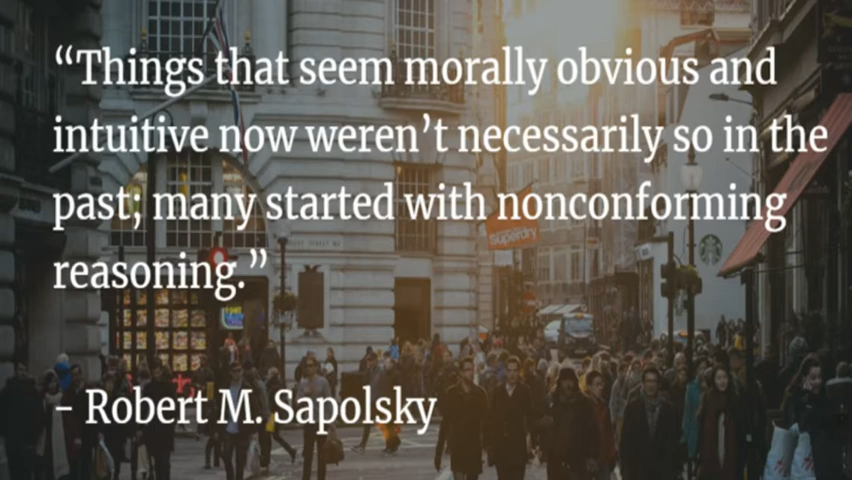 “Things that seem morally obvious and
intuitive now weren’t necessarily so in the
past; many started with nonconforming
reasoning.”
– Robert M. Sapolsky
Superdry